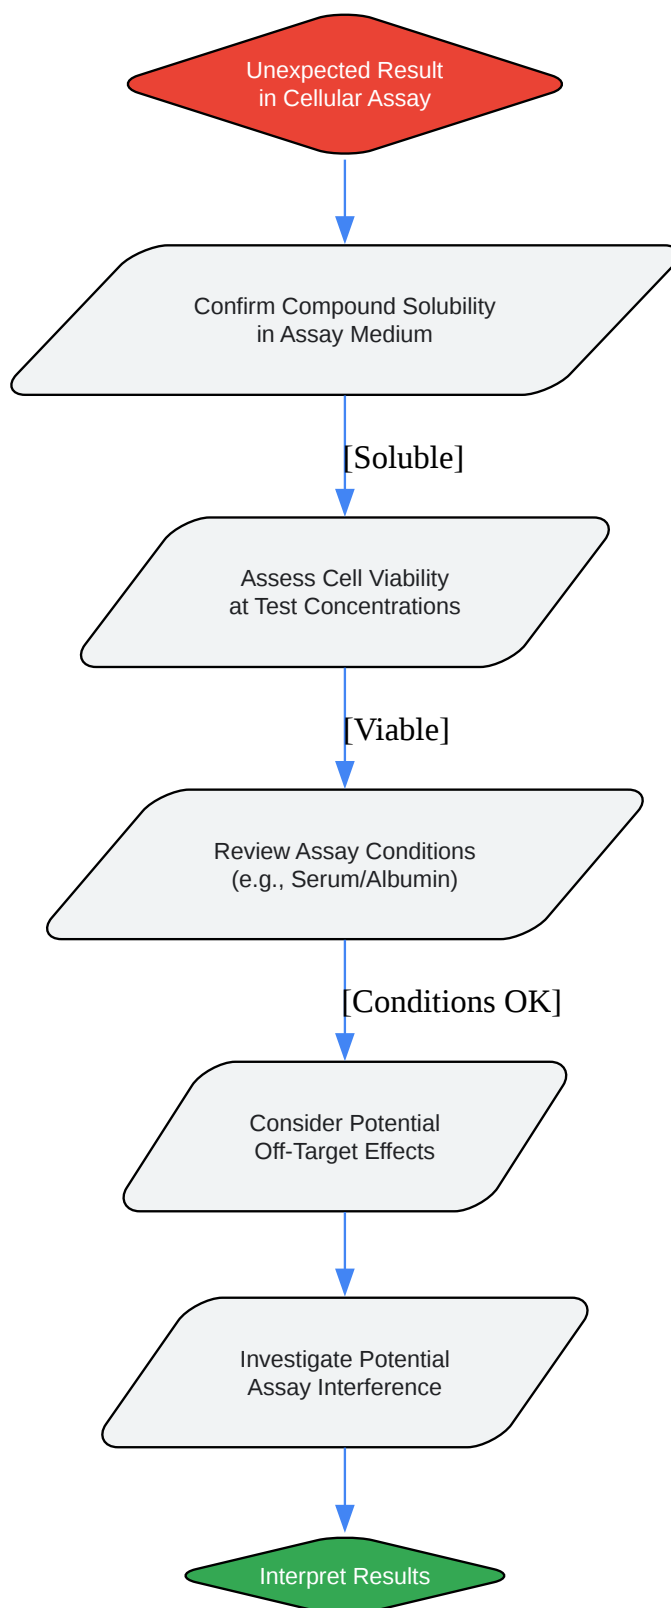 Unexpected Result
in Cellular Assay
Confirm Compound Solubility
in Assay Medium
[Soluble]
Assess Cell Viability
at Test Concentrations
[Viable]
Review Assay Conditions
(e.g., Serum/Albumin)
[Conditions OK]
Consider Potential
Off-Target Effects
Investigate Potential
Assay Interference
Interpret Results